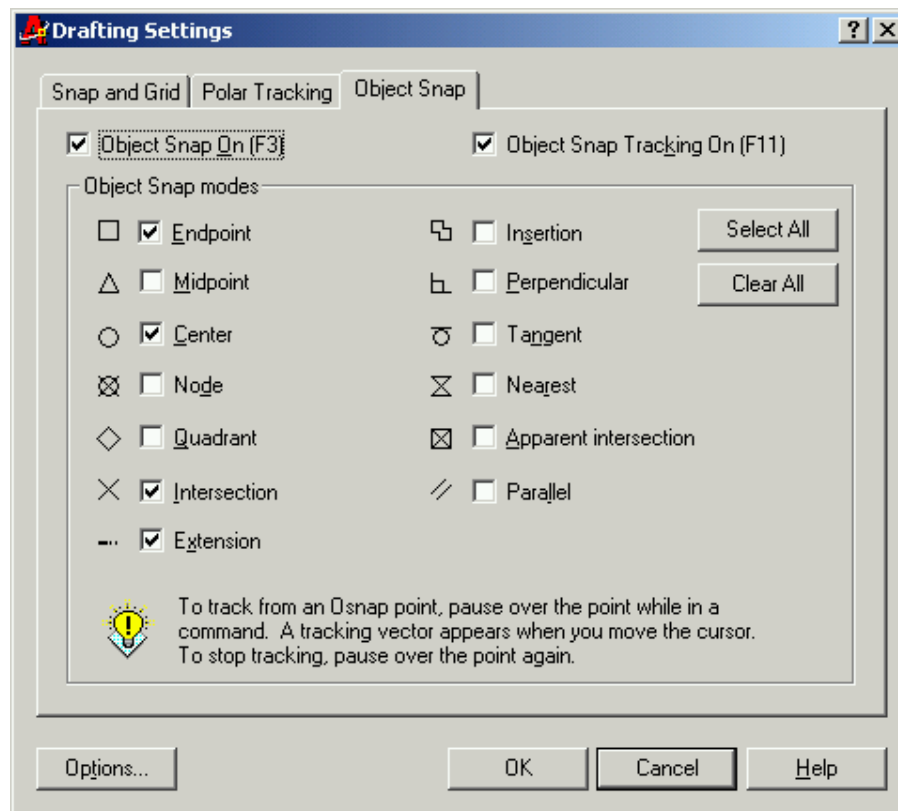 Drafting Settings
Snap and Grid
Polar Tracking
Object Snap
Object Snap On (F3)
Object Snap Tracking On (F11)
Object Snap modes
Endpoint
Insertion
Select All
Midpoint
Perpendicular
Clear All
Center
Tangent
Node
Nearest
Quadrant
Apparent intersection
Intersection
Parallel
Extension
To track from an Osnap point, pause over the point while in a
command. A tracking vector appears when you move the cursor.
To stop tracking, pause over the point again.
Options...
OK
Cancel
Help